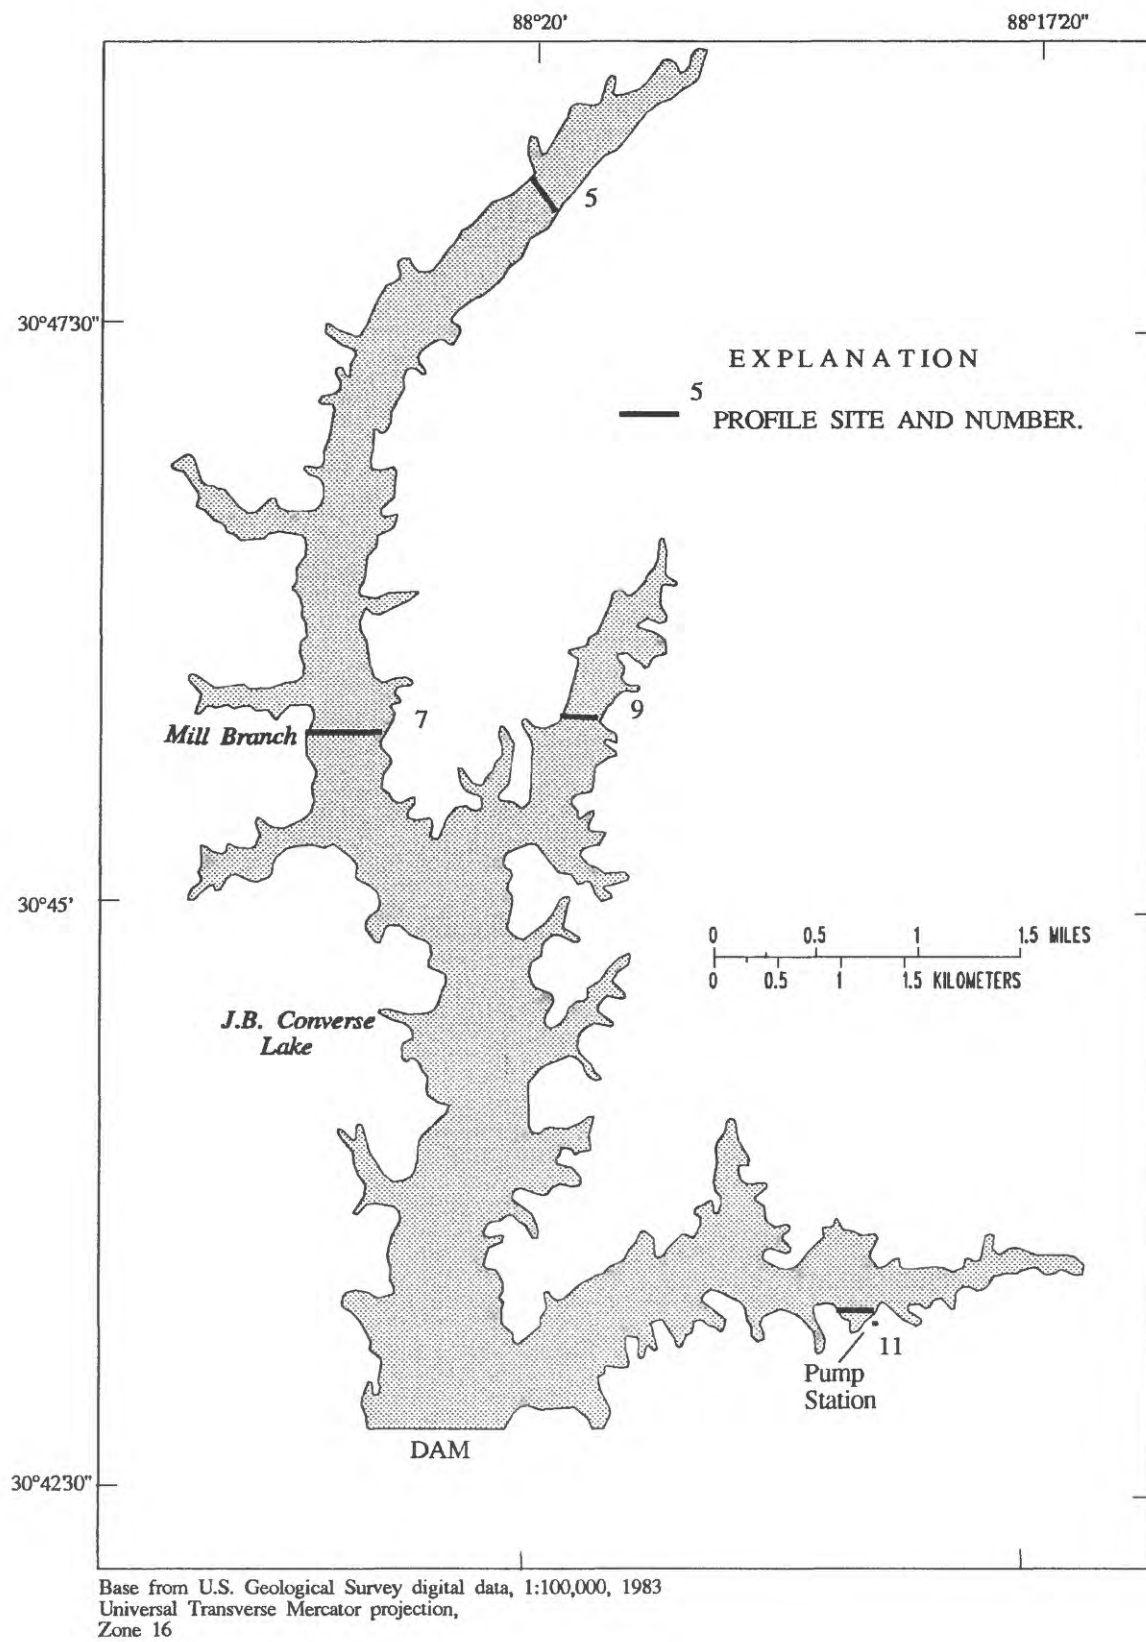 88°20' 88°17'20"
5
30°47'30"
EXPLANATION
5
PROFILE SITE AND NUMBER.
9
7
Mill Branch
30°45'
0 0.5 1 1.5 MILES
0 0.5 1 1.5 KILOMETERS
J.B. Converse
Lake
11
Pump
Station
DAM
30°42'30"
Base from U.S. Geological Survey digital data, 1:100,000, 1983
Universal Transverse Mercator projection,
Zone 16